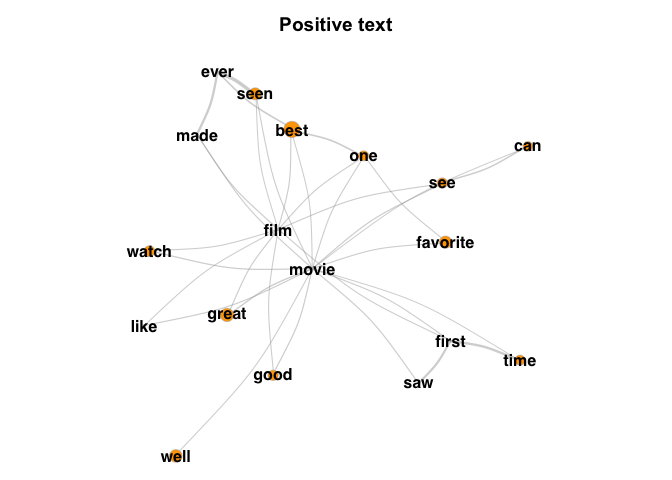 Positive text
ever
seen
best
made
can
one
see
film
favorite
watch
movie
great
like
first
time
good
saw
well